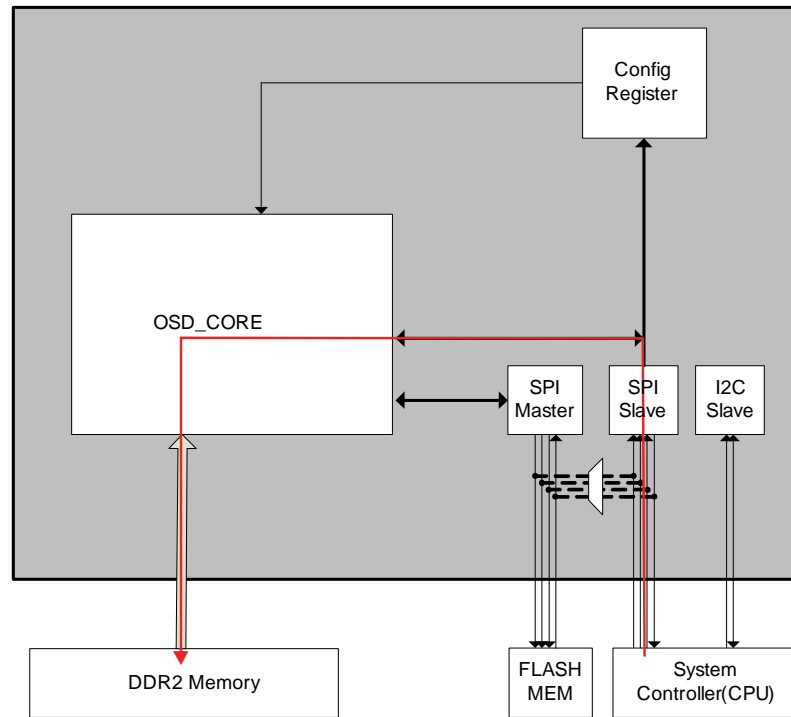 Config
Register
OSD_CORE
SPI
Master
SPI
Slave
I2C
Slave
DDR2 Memory
FLASH
MEM
System
Controller(CPU)